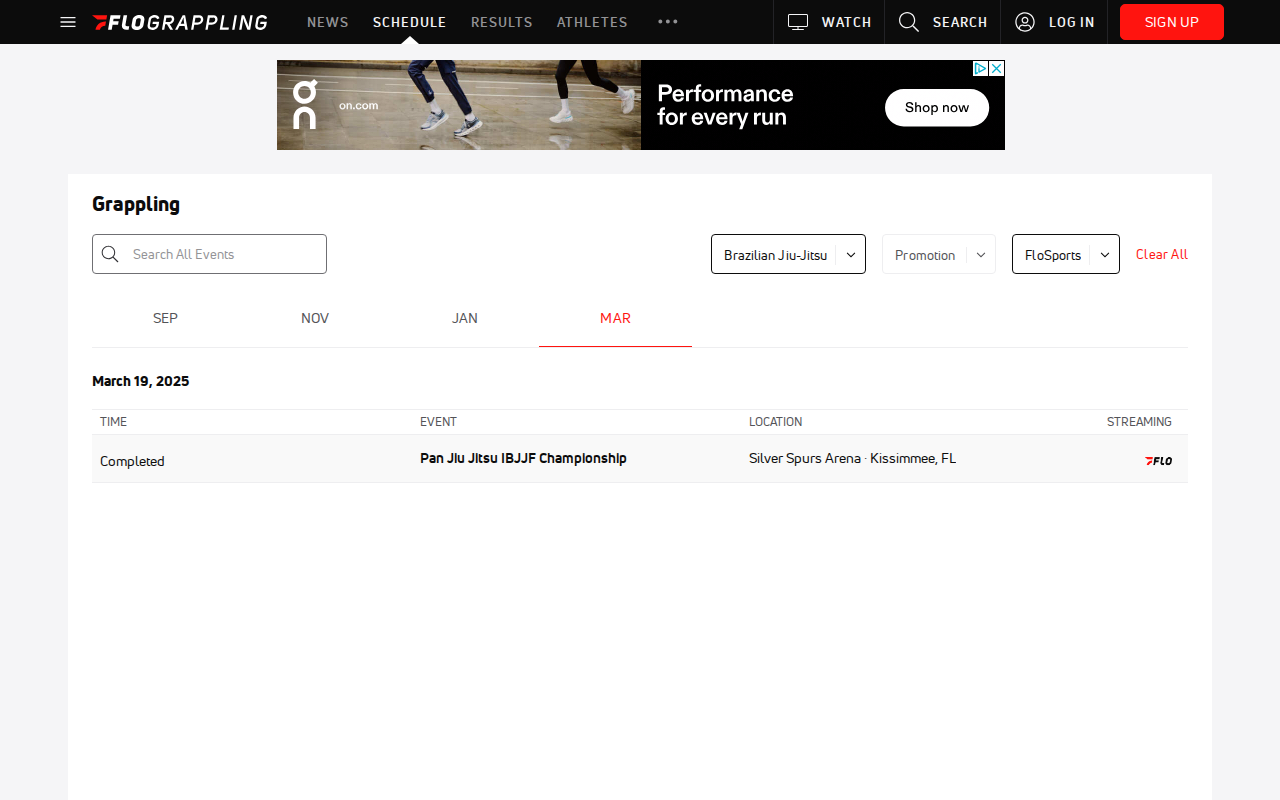 FLOGRAPPLING NEWS SCHEDULE RESULTS ATHLETES ••• WATCH SEARCH LOG IN SIGN UP
on
on.com
Performance
for every run
Shop now
Grappling
Search All Events Brazilian Jiu-Jitsu Promotion FloSports Clear All
SEP NOV JAN MAR
March 19, 2025
TIME EVENT LOCATION STREAMING
Completed Pan Jiu Jitsu IBJJF Championship Silver Spurs Arena · Kissimmee, FL FLO